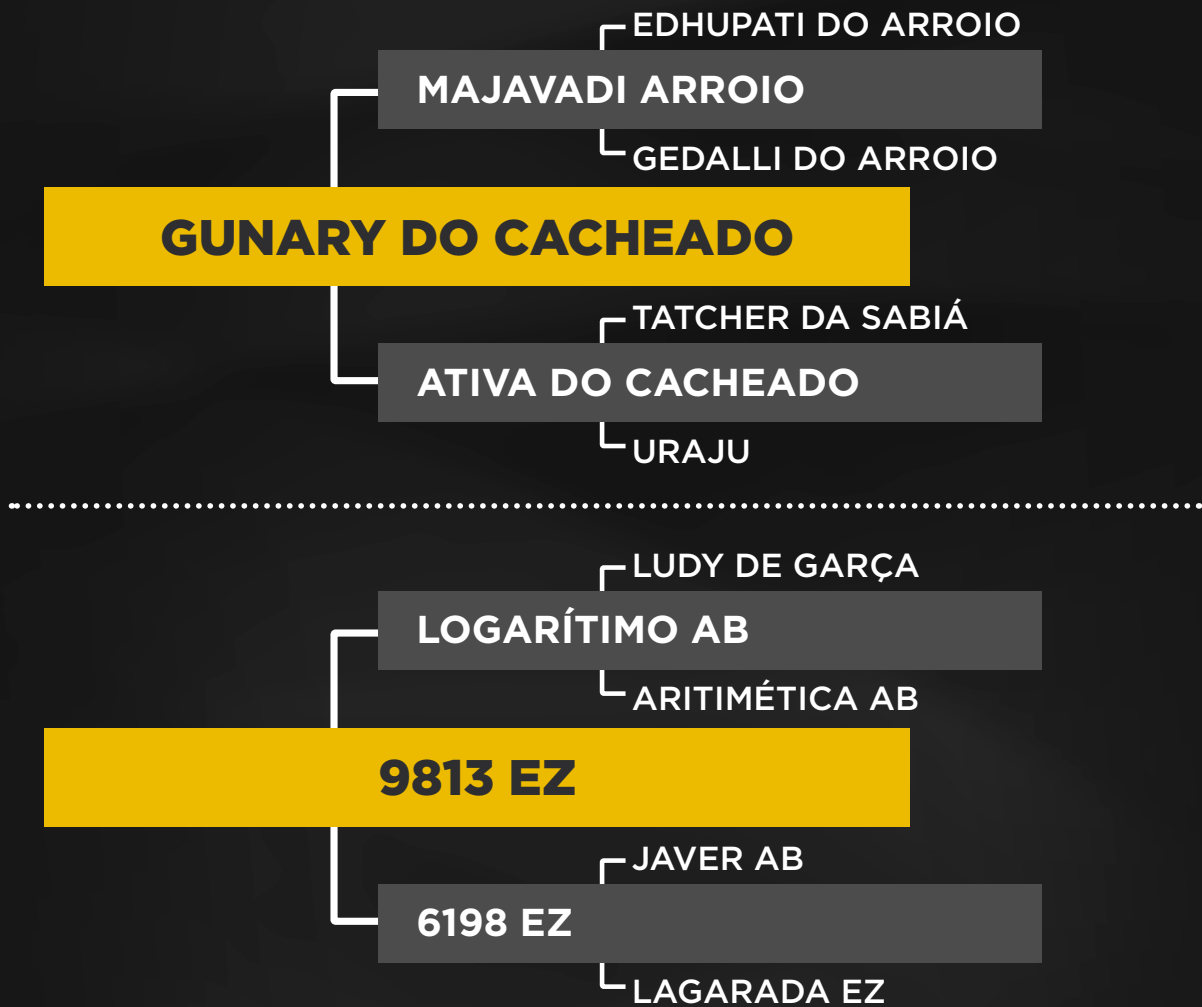 EDHUPATI DO ARROIO
MAJAVADI ARROIO
GEDALLI DO ARROIO
GUNARY DO CACHEADO
TATCHER DA SABIÁ
ATIVA DO CACHEADO
URAJU
LUDY DE GARÇA
LOGARÍTIMO AB
ARITIMÉTICA AB
9813 EZ
JAVER AB
6198 EZ
LAGARADA EZ